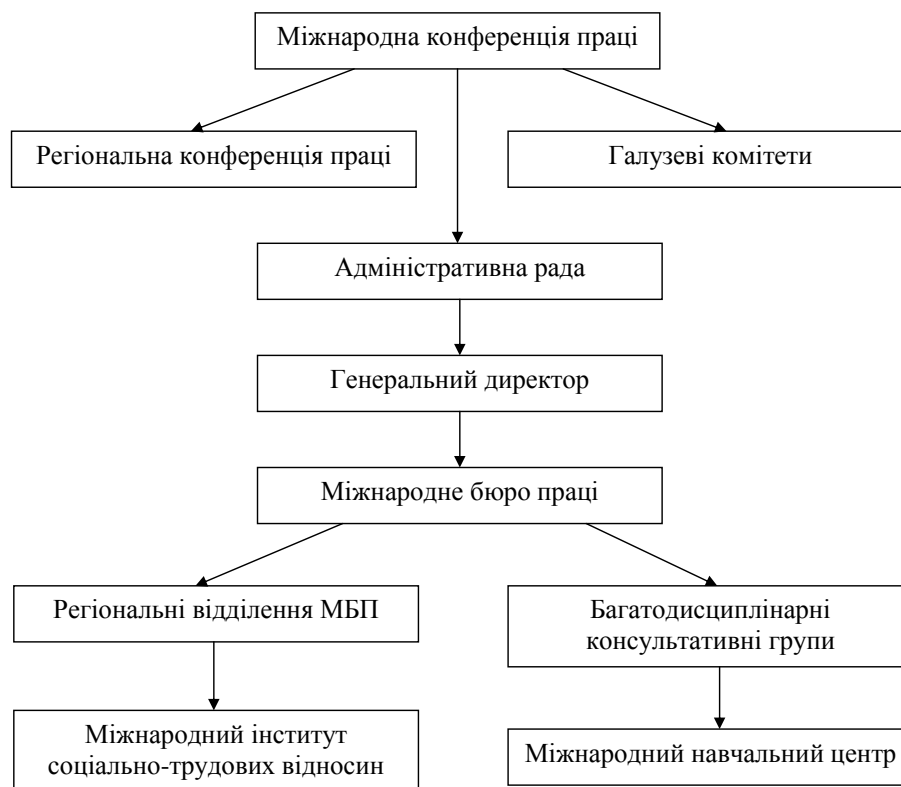 Міжнародна конференція праці
Регіональна конференція праці
Галузеві комітети
Адміністративна рада
Генеральний директор
Міжнародне бюро праці
Регіональні відділення МБП
Багатодисциплінарні
консультативні групи
Міжнародний інститут
соціально-трудових відносин
Міжнародний навчальний центр